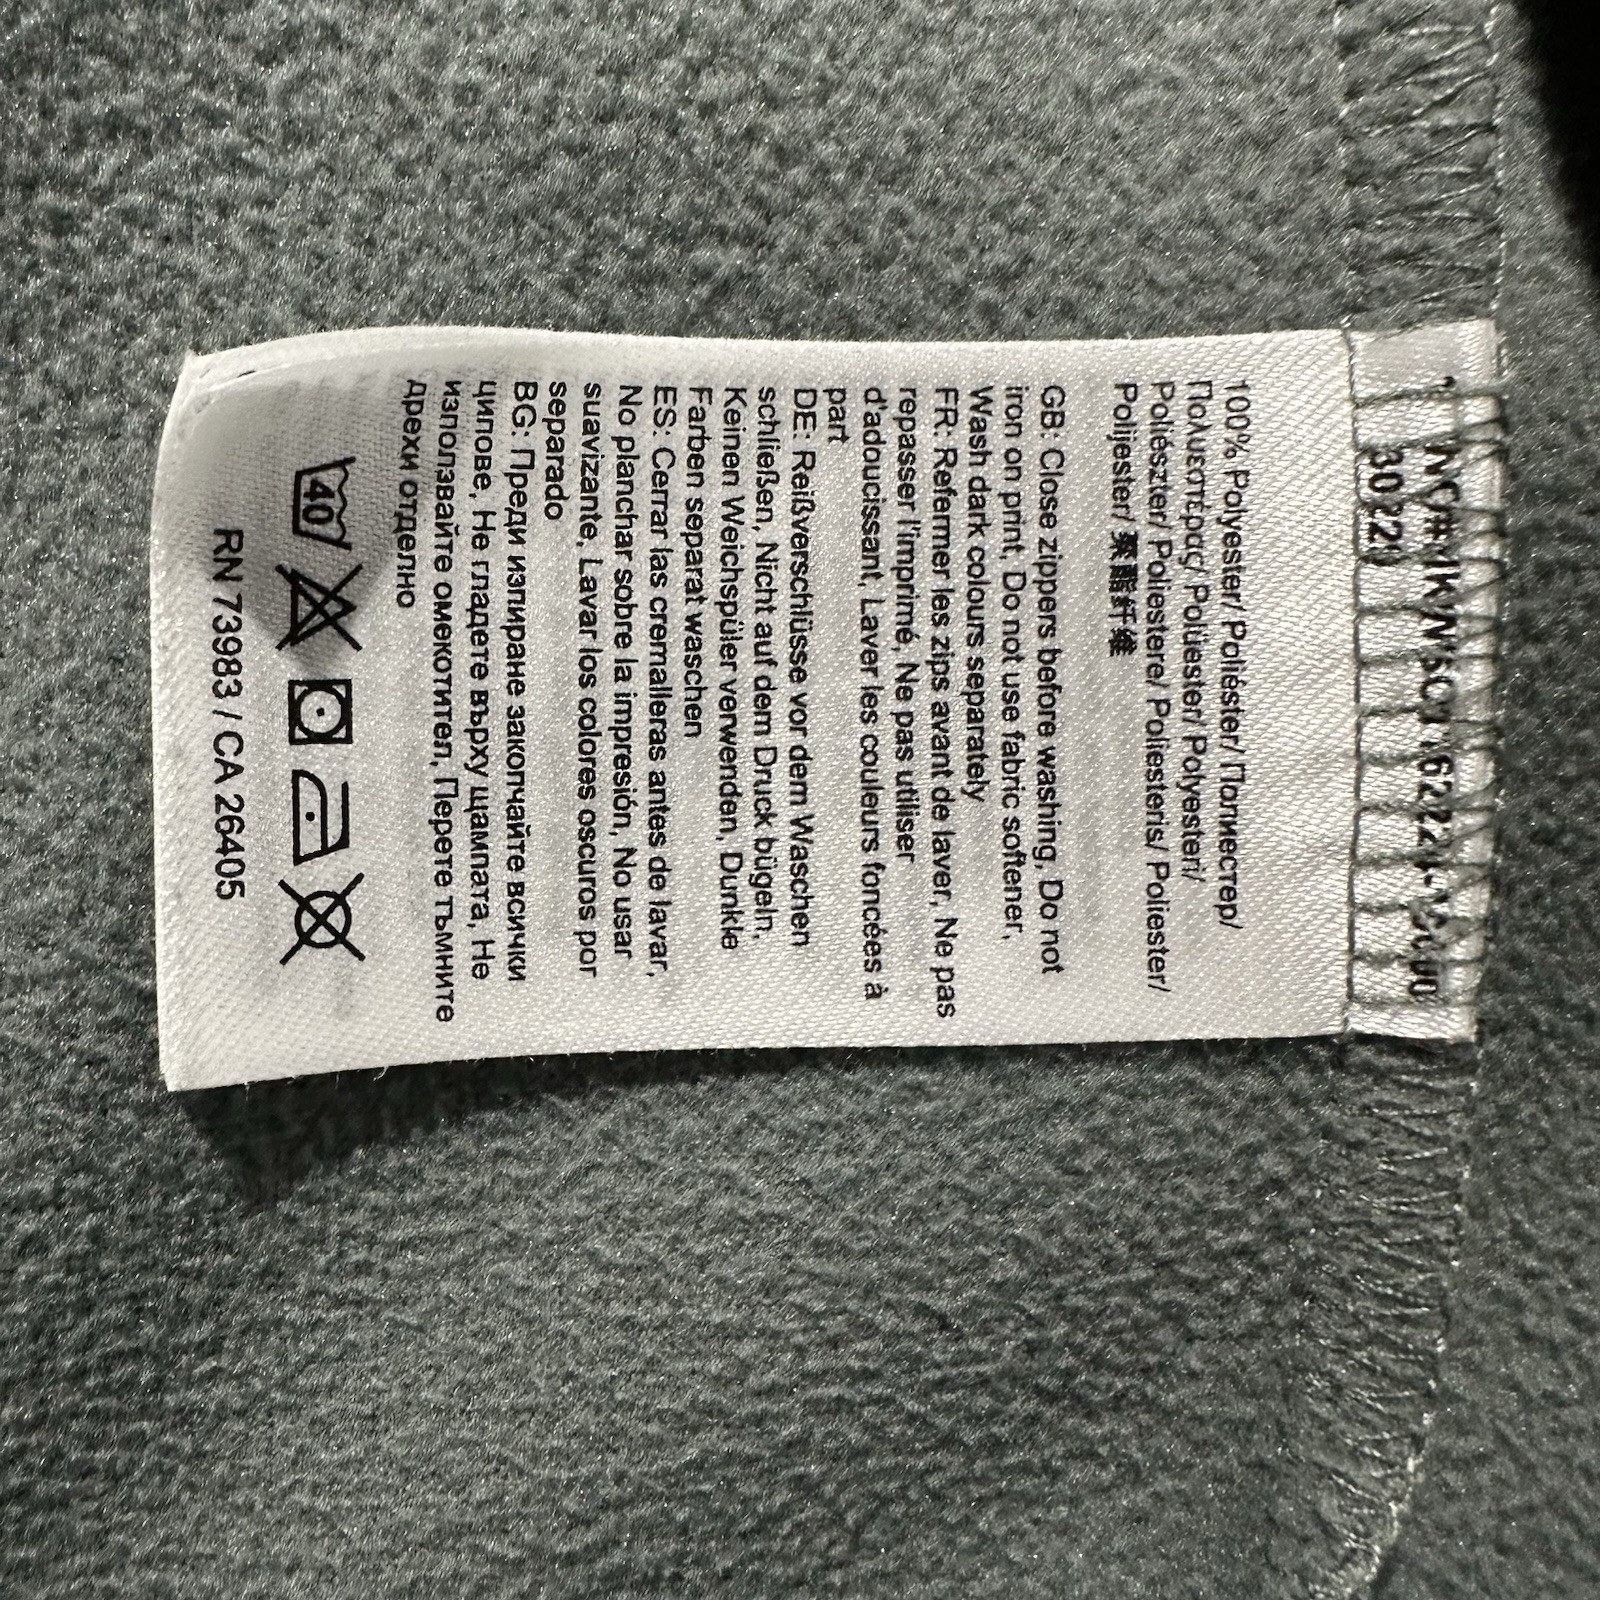 100% Polyester/ Poliéster/ Полиестер/
Πολυεστέρας/ Polüester/ Polyesteri/
Poliészter/ Poliestere/ Poliesteris/ Poliester/
Polijester/ 聚酯纤维
GB: Close zippers before washing, Do not
iron on print, Do not use fabric softener,
Wash dark colours separately
FR: Refermer les zips avant de laver, Ne pas
repasser l'imprimé, Ne pas utiliser
d'adoucissant, Laver les couleurs foncées à
part
DE: Reißverschlüsse vor dem Waschen
schließen, Nicht auf dem Druck bügeln,
Keinen Weichspüler verwenden, Dunkle
Farben separat waschen
ES: Cerrar las cremalleras antes de lavar,
No planchar sobre la impresión, No usar
suavizante, Lavar los colores oscuros por
separado
BG: Преди изпиране закопчайте всички
ципове, Не гладете върху щампата, Не
използвайте омекотител, Перете тъмните
дрехи отделно
40
RN 73983 / CA 26405